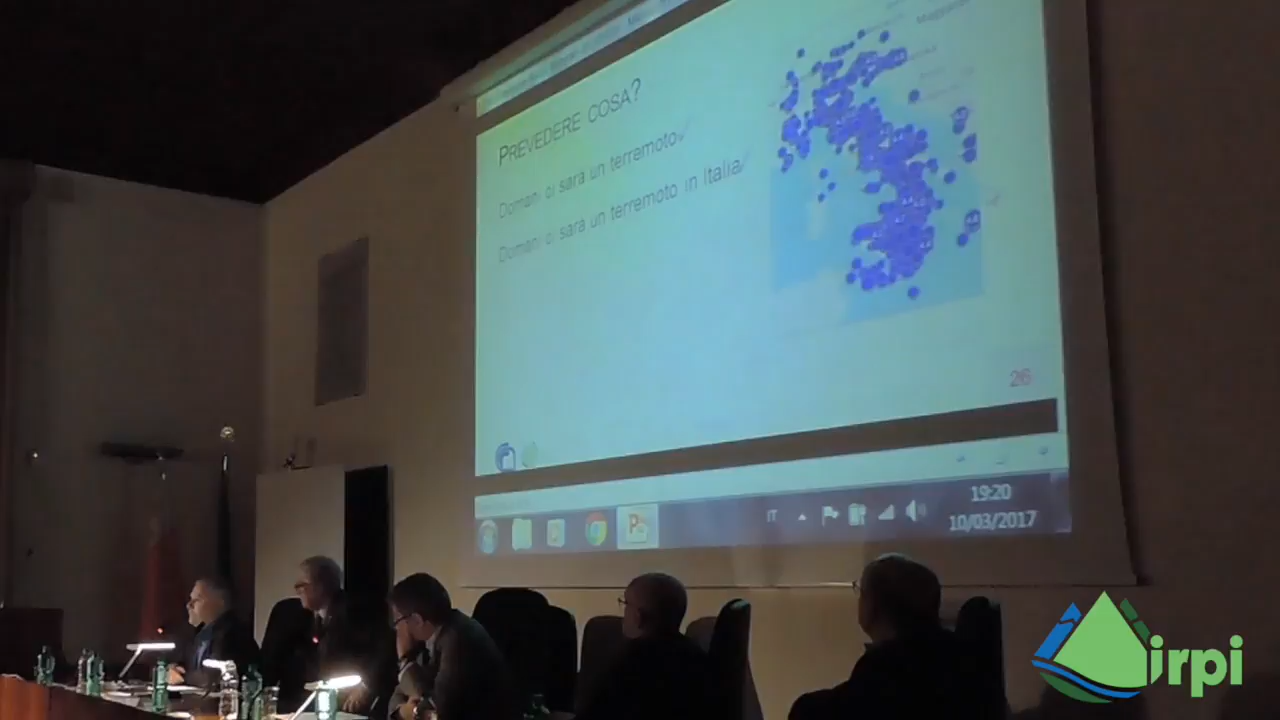 PREVEDERE COSA?
Domani ci sarà un terremoto
Domani ci sarà un terremoto in Italia
26
IT
19:20
10/03/2017
irpi